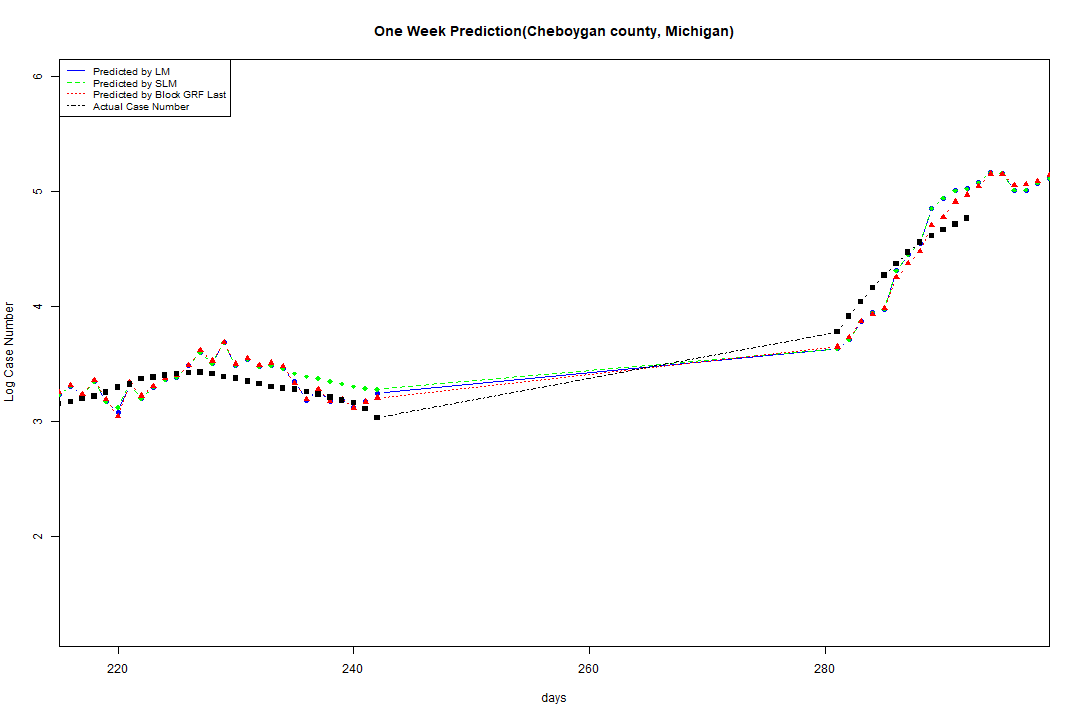 One Week Prediction(Cheboygan county, Michigan)
Predicted by LM
Predicted by SLM
Predicted by Block GRF Last
Actual Case Number
6
5
4
3
2
Log Case Number
220
240
260
280
days